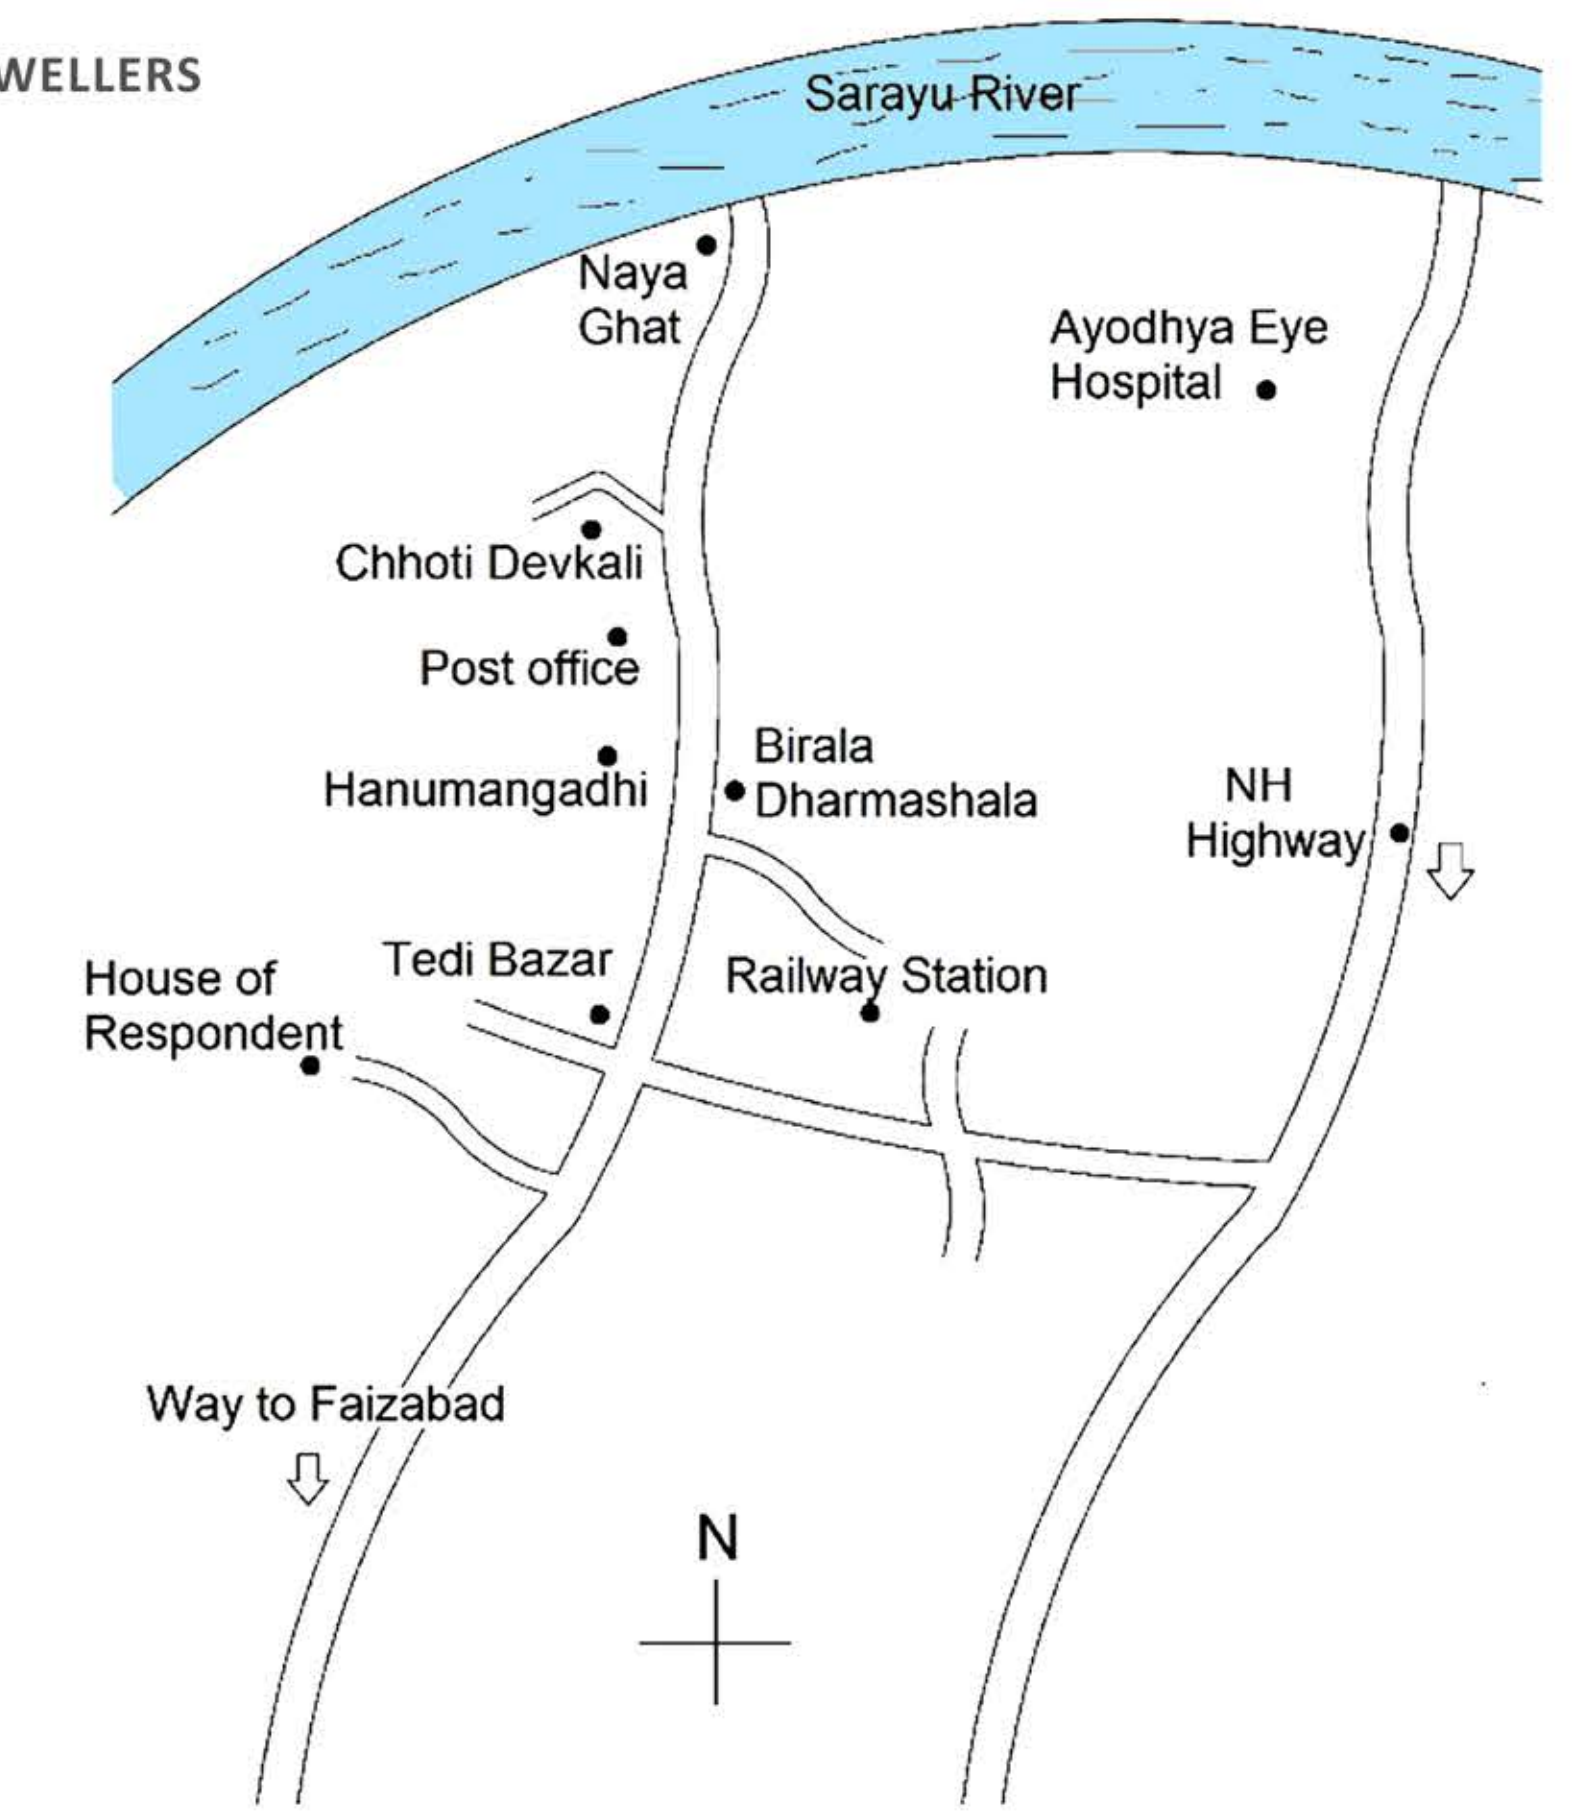 WELLERS
Sarayu River
Naya
Ghat
Ayodhya Eye
Hospital
Chhoti Devkali
Post office
Hanumangadhi
Birala
Dharmashala
NH
Highway
Tedi Bazar
Railway Station
House of
Respondent
Way to Faizabad
N